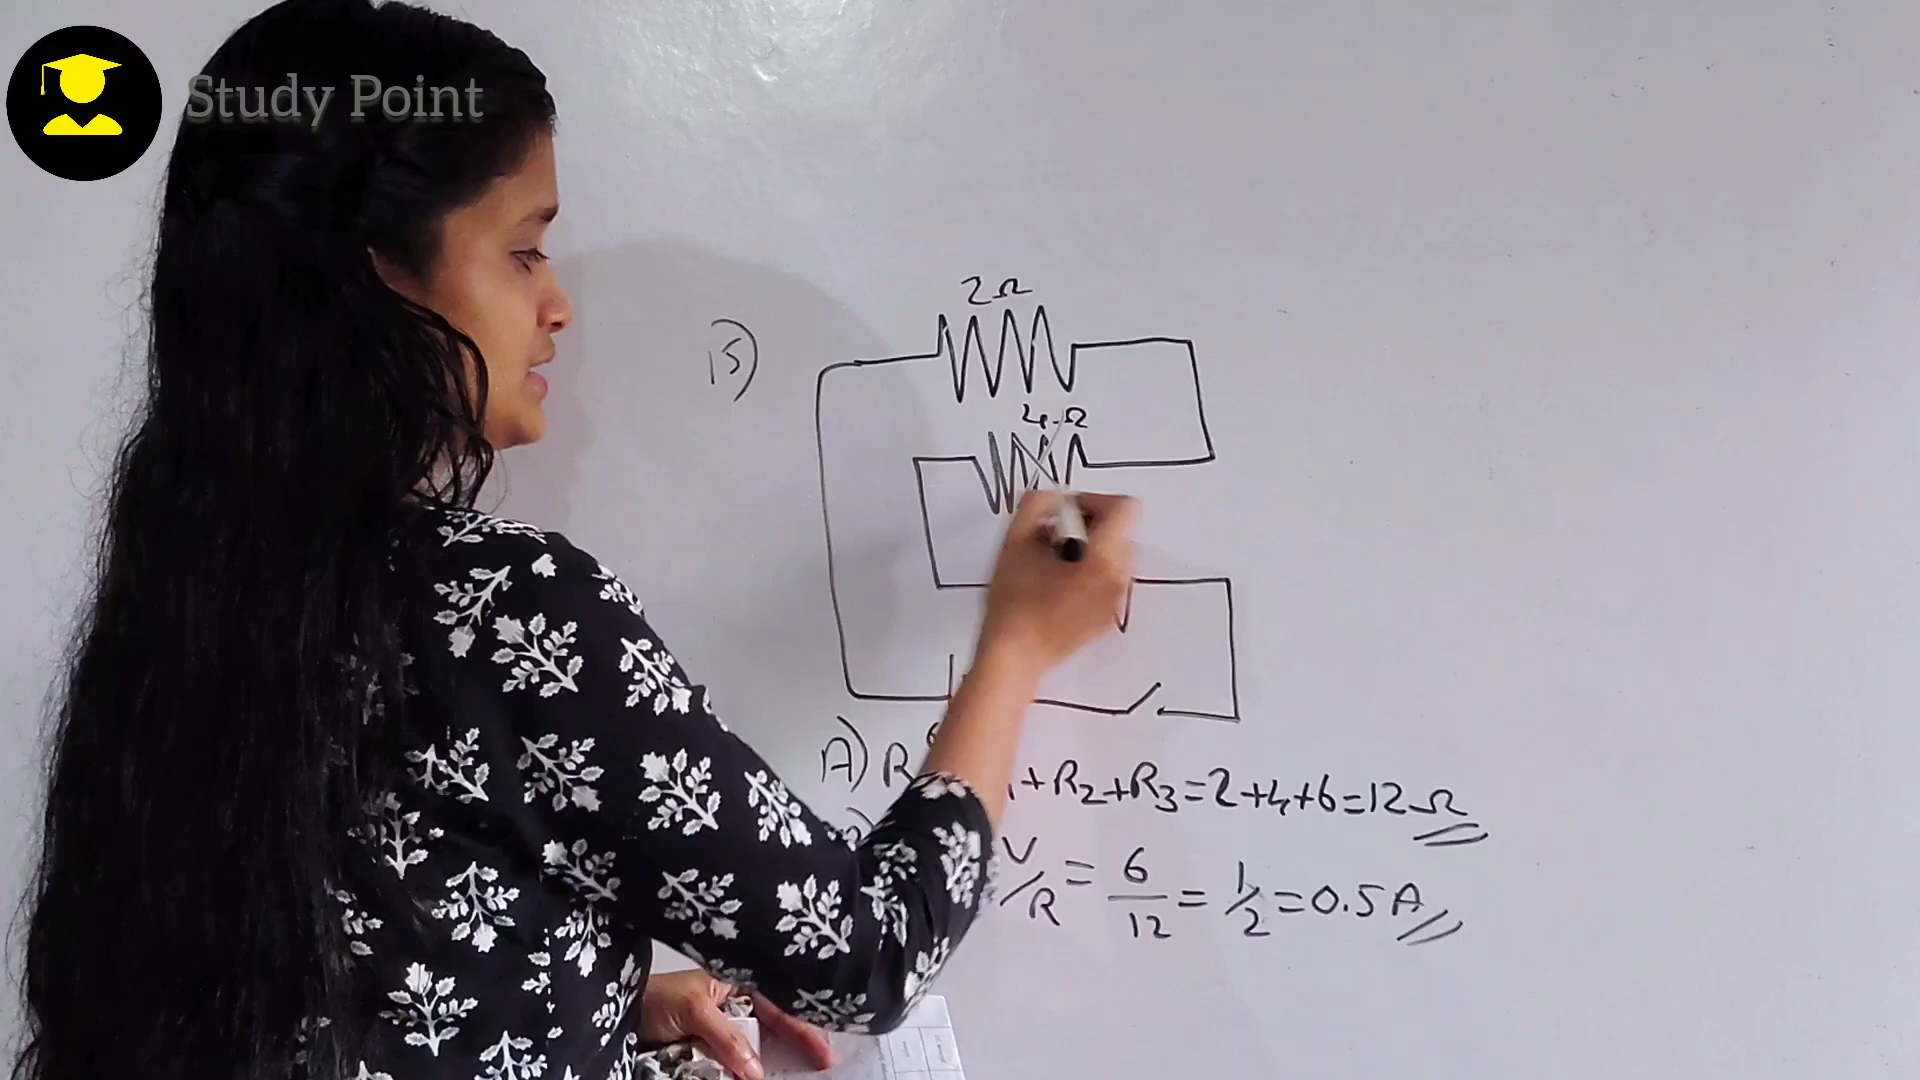 Study Point
2Ω
15)
4Ω
A) R +R2+R3=2+4+6=12Ω
V/R = 6/12 = 1/2 = 0.5A